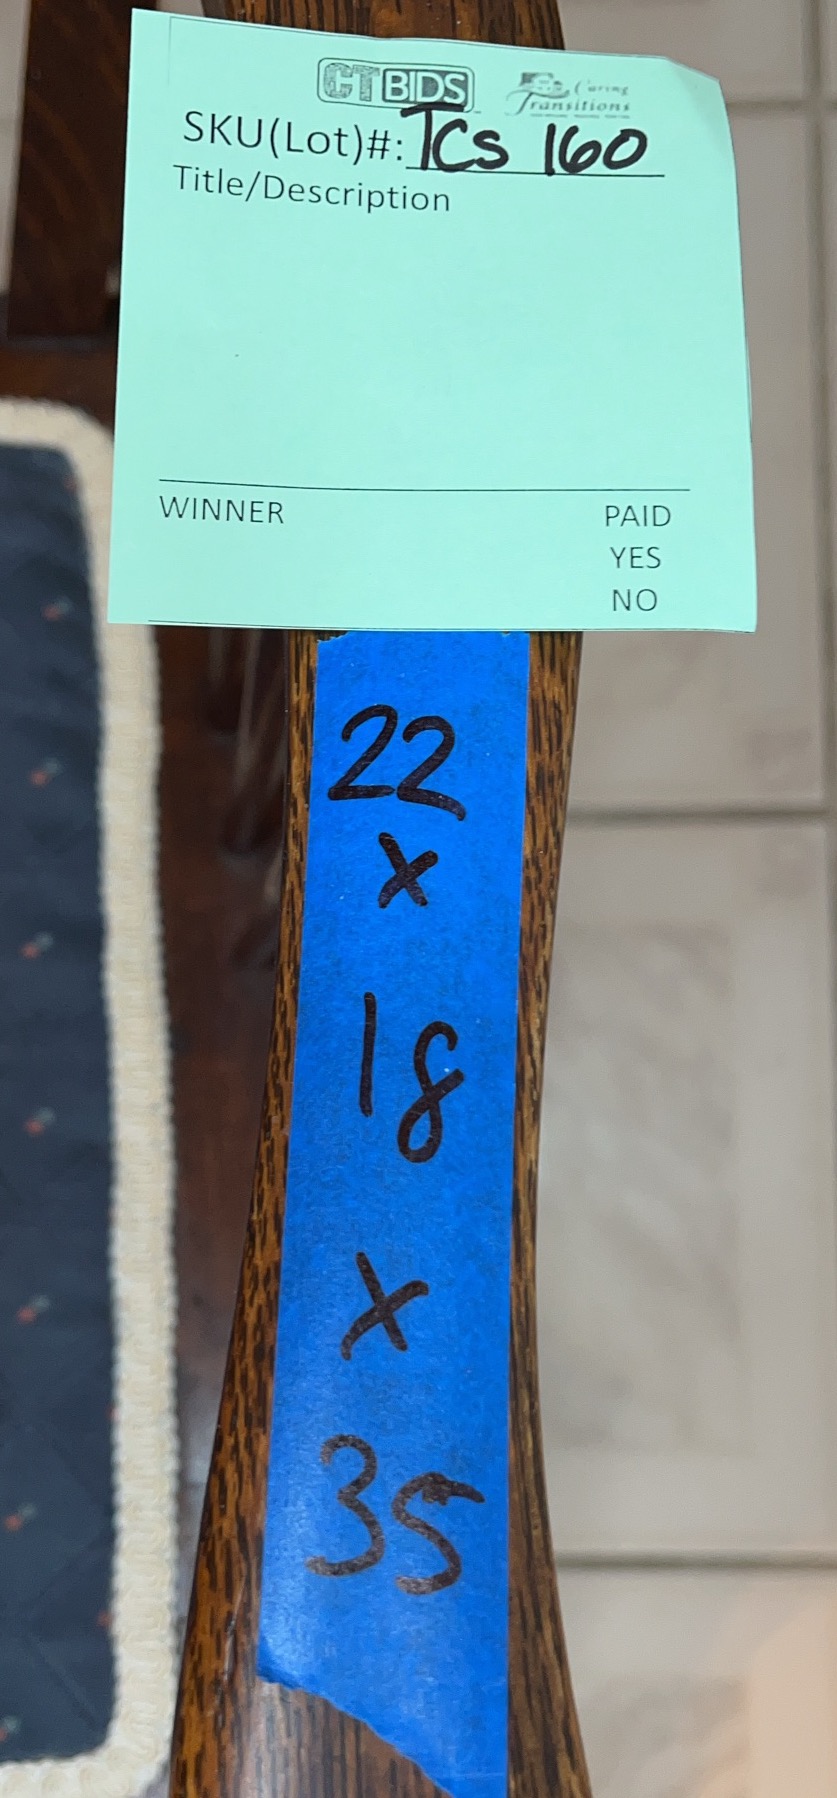 CTBIDS
Caring
Transitions
SKU(Lot)#: TCS 160
Title/Description
WINNER PAID
YES
NO
22
x
18
x
35